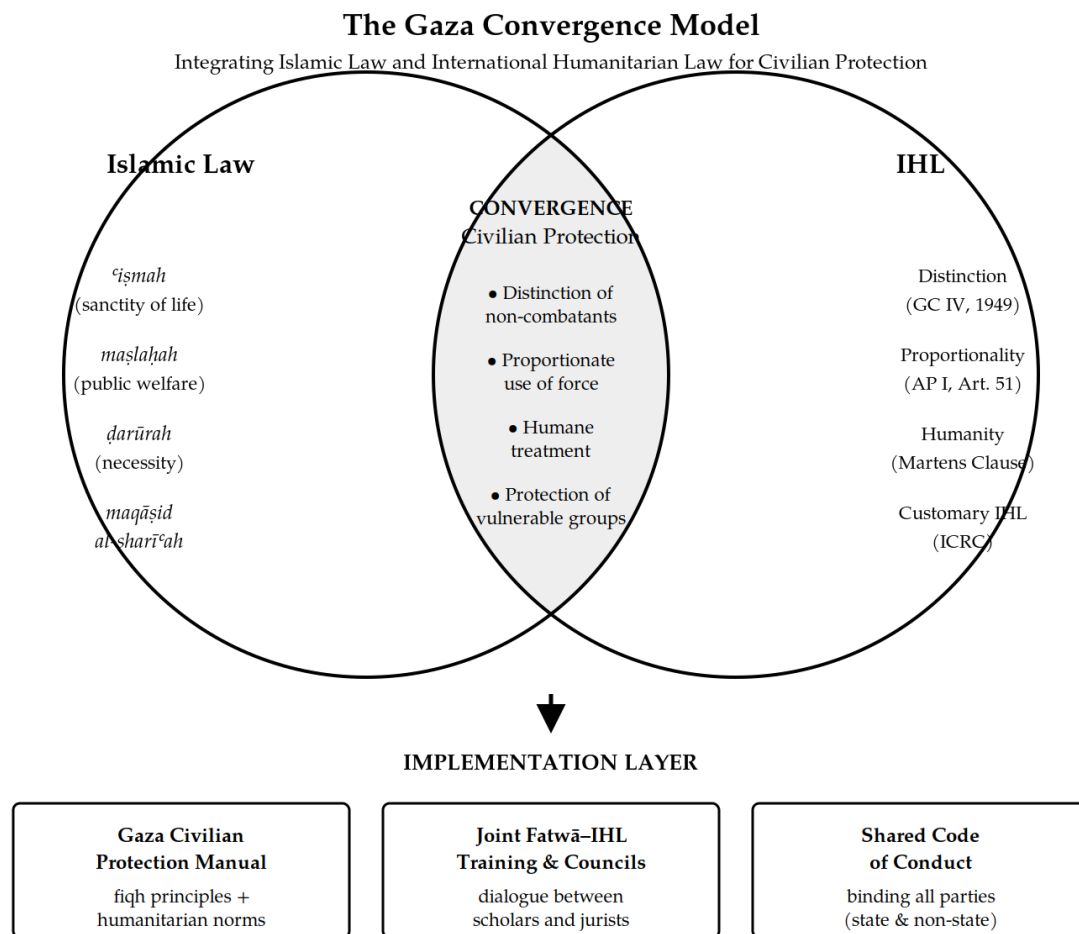 The Gaza Convergence Model
Integrating Islamic Law and International Humanitarian Law for Civilian Protection
Islamic Law
ʿiṣmah
(sanctity of life)
maṣlaḥah
(public welfare)
ḍarūrah
(necessity)
maqāṣid
al-sharīʿah
CONVERGENCE
Civilian Protection
● Distinction of
non-combatants
● Proportionate
use of force
● Humane
treatment
● Protection of
vulnerable groups
IHL
Distinction
(GC IV, 1949)
Proportionality
(AP I, Art. 51)
Humanity
(Martens Clause)
Customary IHL
(ICRC)
IMPLEMENTATION LAYER
Gaza Civilian
Protection Manual
fiqh principles +
humanitarian norms
Joint Fatwā–IHL
Training & Councils
dialogue between
scholars and jurists
Shared Code
of Conduct
binding all parties
(state & non-state)